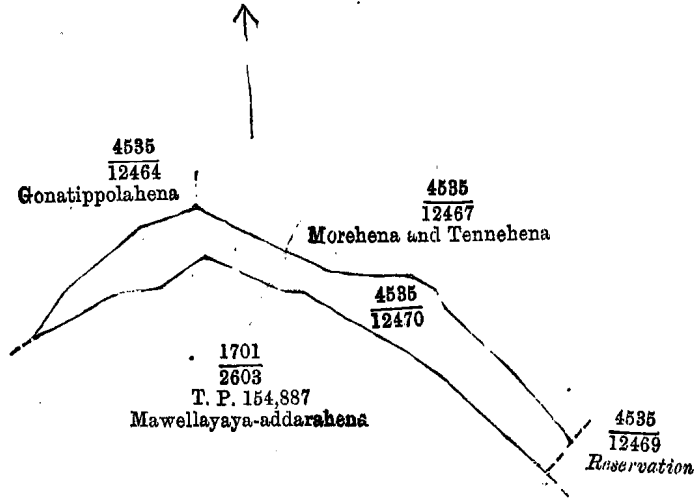 4535
12464
Gonatippolahena
4535
12467
Morehena and Tennehena
4535
12470
1701
2603
T. P. 154,887
Mawellayaya-addarahena
4535
12469
Reservation